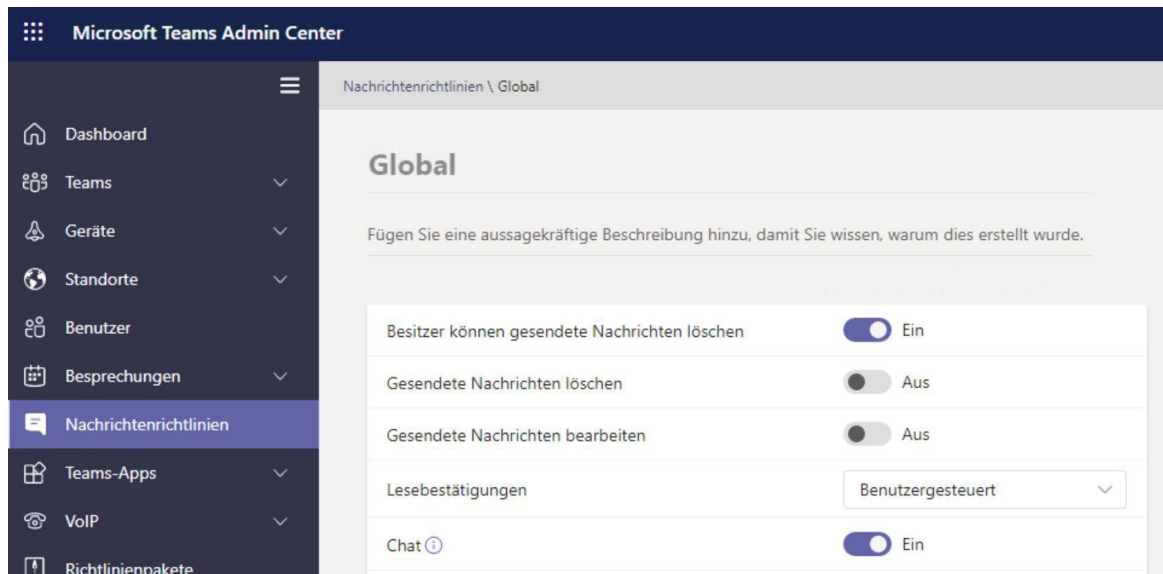 Microsoft Teams Admin Center
Nachrichtenrichtlinien \ Global
Dashboard
Teams
Geräte
Standorte
Benutzer
Besprechungen
Nachrichtenrichtlinien
Teams-Apps
VoIP
Richtlinienpakete
Global
Fügen Sie eine aussagekräftige Beschreibung hinzu, damit Sie wissen, warum dies erstellt wurde.
Besitzer können gesendete Nachrichten löschen Ein
Gesendete Nachrichten löschen Aus
Gesendete Nachrichten bearbeiten Aus
Lesebestätigungen Benutzergesteuert
Chat Ein